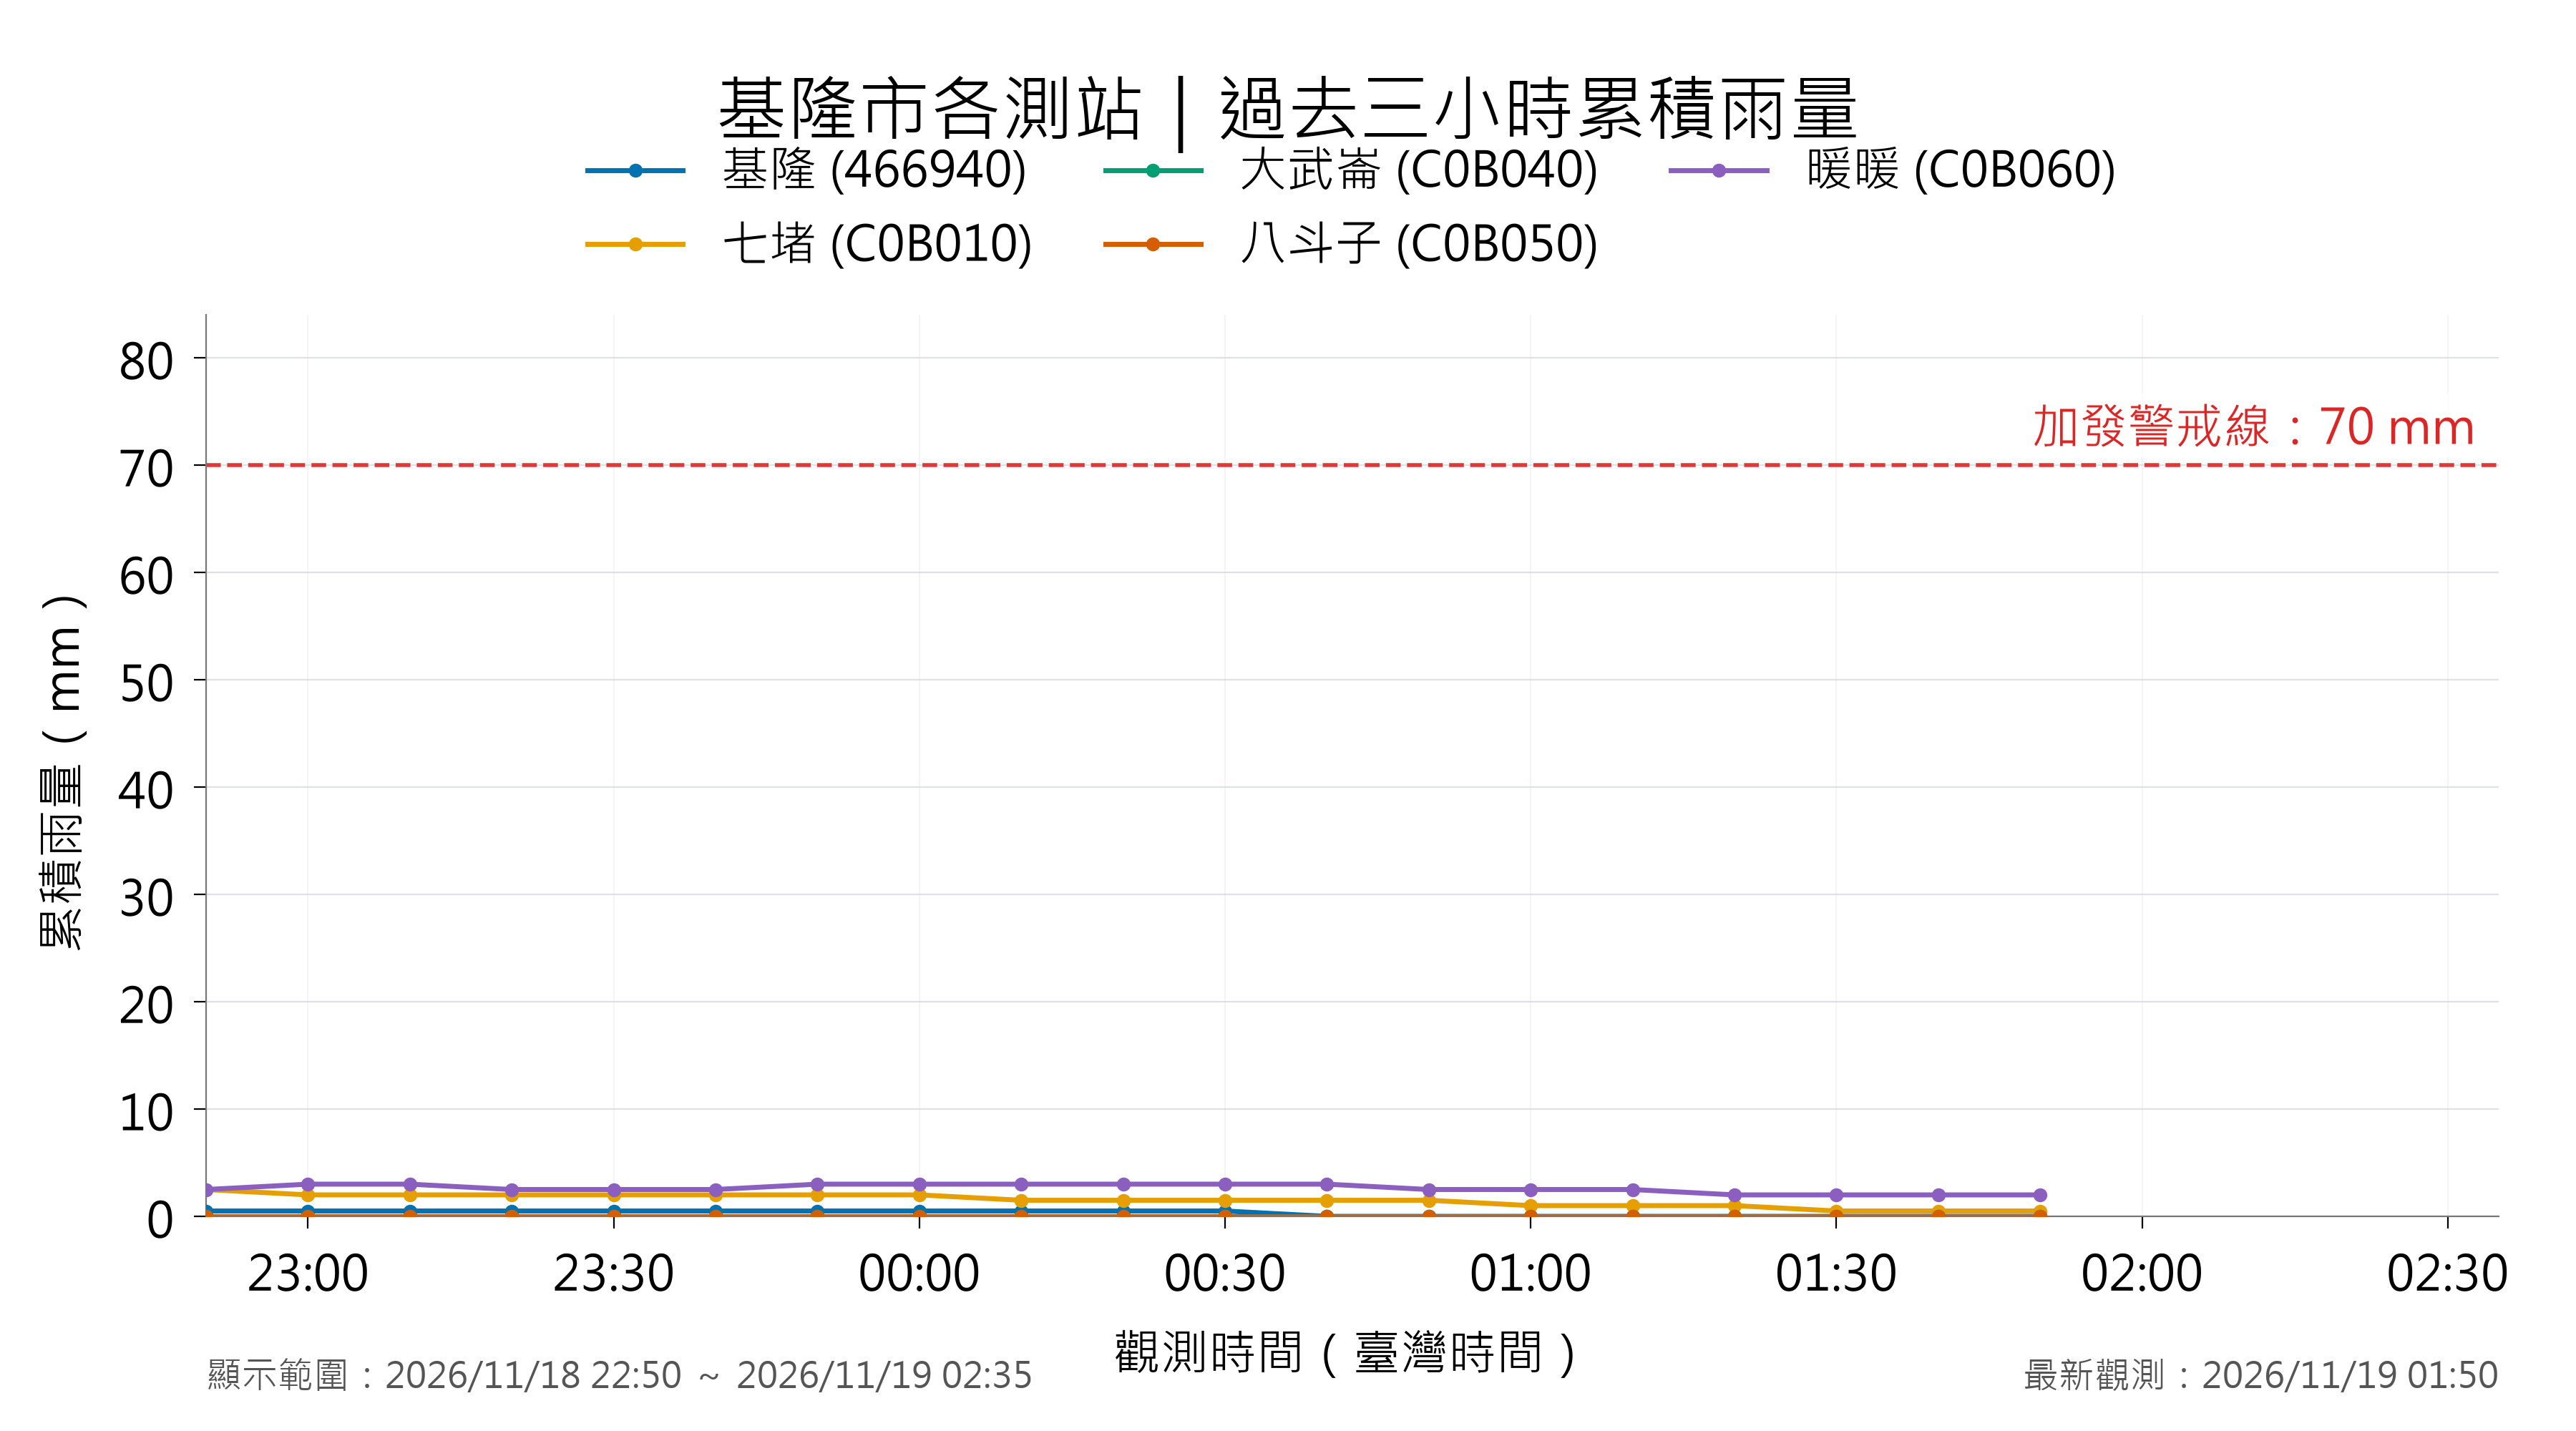 基隆市各測站｜過去三小時累積雨量
基隆 (466940)
大武崙 (C0B040)
暖暖 (C0B060)
七堵 (C0B010)
八斗子 (C0B050)
加發警戒線：70 mm
累積雨量（mm）
80
70
60
50
40
30
20
10
0
23:00
23:30
00:00
00:30
01:00
01:30
02:00
02:30
觀測時間（臺灣時間）
顯示範圍：2026/11/18 22:50 ~ 2026/11/19 02:35
最新觀測：2026/11/19 01:50